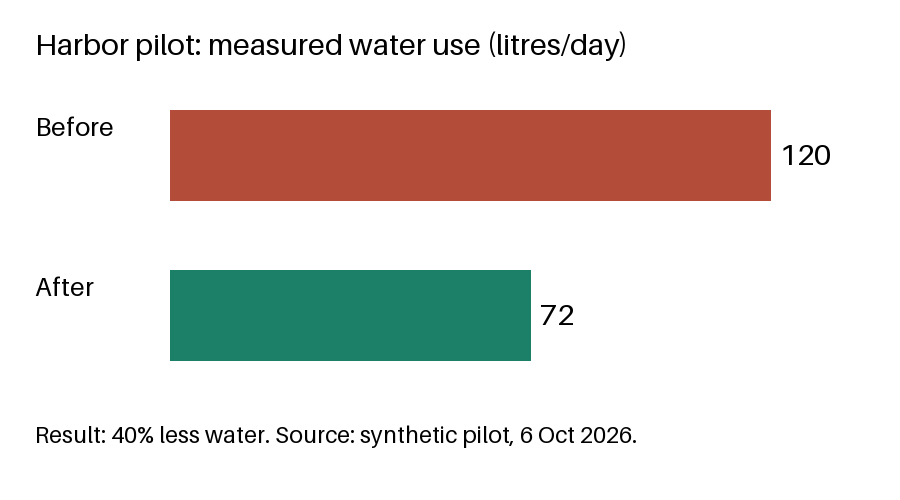 Harbor pilot: measured water use (litres/day)
Before
120
After
72
Result: 40% less water. Source: synthetic pilot, 6 Oct 2026.